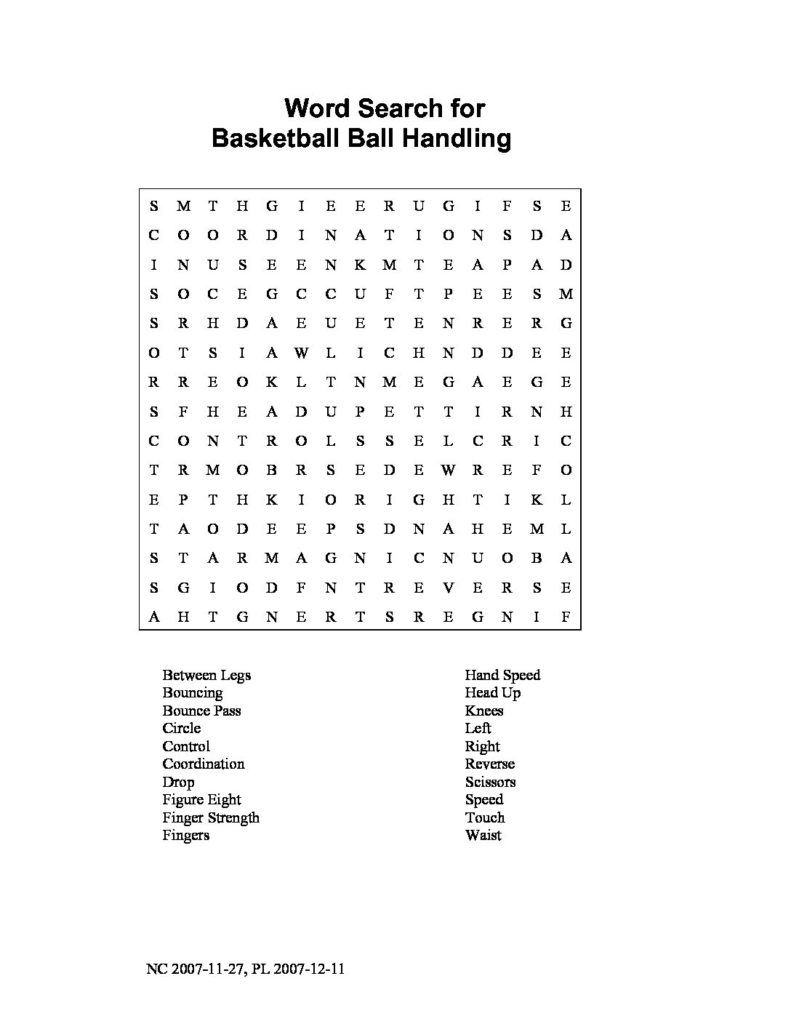 Word Search for
Basketball Ball Handling
S M T H G I E E R U G I F S E
C O O R D I N A T I O N S D A
I N U S E E N K M T E A P A D
S O C E G C C U F T P E E S M
S R H D A E U E T E N R E R G
O T S I A W L I C H N D D E E
R R E O K L T N M E G A E G E
S F H E A D U P E T T I R N H
C O N T R O L S S E L C R I C
T R M O B R S E D E W R E F O
E P T H K I O R I G H T I K L
T A O D E E P S D N A H E M L
S T A R M A G N I C N U O B A
S G I O D F N T R E V E R S E
A H T G N E R T S R E G N I F
Between Legs
Bouncing
Bounce Pass
Circle
Control
Coordination
Drop
Figure Eight
Finger Strength
Fingers
Hand Speed
Head Up
Knees
Left
Right
Reverse
Scissors
Speed
Touch
Waist
NC 2007-11-27, PL 2007-12-11